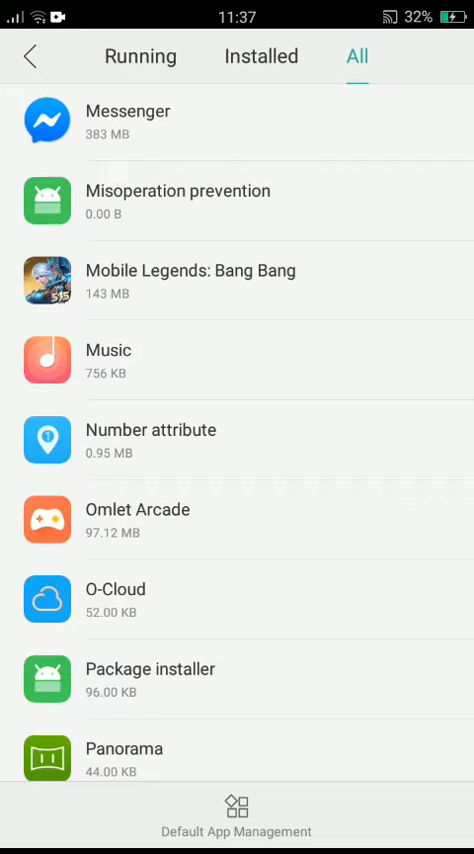 11:37
32%
Running
Installed
All
Messenger
383 MB
Misoperation prevention
0.00 B
Mobile Legends: Bang Bang
143 MB
S15
Music
756 KB
1
Number attribute
0.95 MB
Omlet Arcade
97.12 MB
O-Cloud
52.00 KB
Package installer
96.00 KB
Panorama
44.00 KB
Default App Management